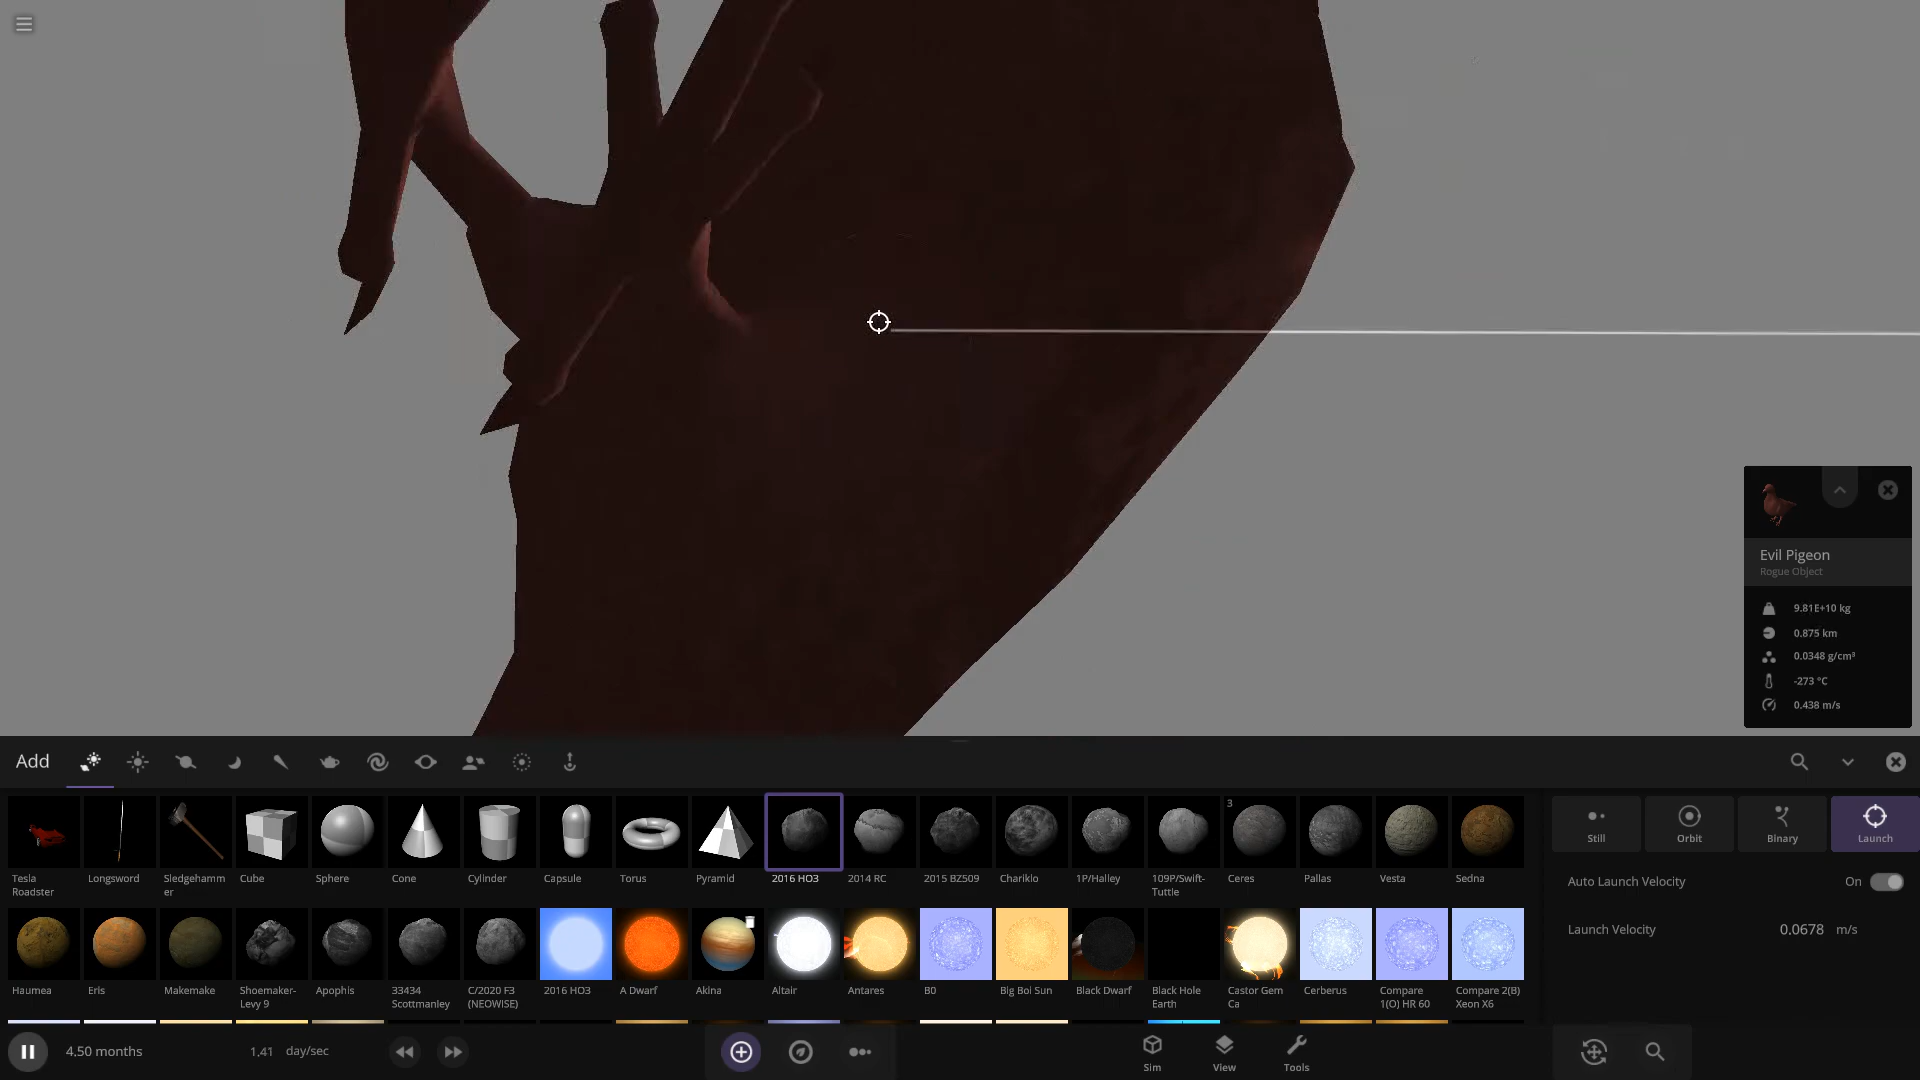 Evil Pigeon
Rogue Object
9.81E+10 kg
0.875 km
0.0348 g/cm³
-273 °C
0.438 m/s
Add
Tesla Roadster
Longsword
Sledgehammer
Cube
Sphere
Cone
Cylinder
Capsule
Torus
Pyramid
2016 HO3
2014 RC
2015 BZ509
Chariklo
1P/Halley
109P/Swift-Tuttle
3
Ceres
Pallas
Vesta
Sedna
Still
Orbit
Binary
Launch
Auto Launch Velocity
On
Launch Velocity
0.0678 m/s
Haumea
Eris
Makemake
Shoemaker-Levy 9
Apophis
33434 Scottmanley
C/2020 F3 (NEOWISE)
2016 HO3
A Dwarf
Akina
Altair
Antares
B0
Big Boi Sun
Black Dwarf
Black Hole Earth
Castor Gem Ca
Cerberus
Compare 1(O) HR 60
Compare 2(B) Xeon X6
4.50 months
1.41 day/sec
Sim
View
Tools